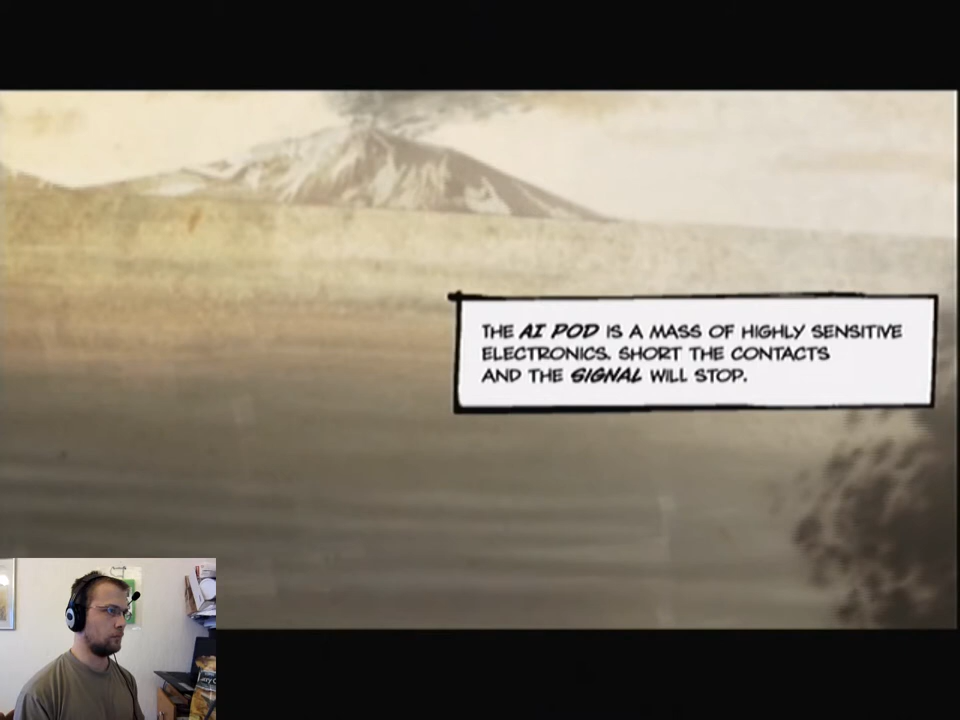 THE AI POD IS A MASS OF HIGHLY SENSITIVE
ELECTRONICS. SHORT THE CONTACTS
AND THE SIGNAL WILL STOP.